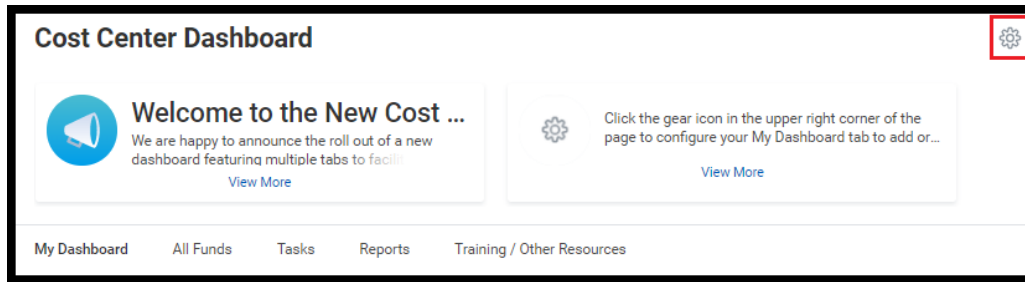 Cost Center Dashboard
Welcome to the New Cost ...
We are happy to announce the roll out of a new
dashboard featuring multiple tabs to facili
View More
Click the gear icon in the upper right corner of the
page to configure your My Dashboard tab to add or...
View More
My Dashboard All Funds Tasks Reports Training / Other Resources